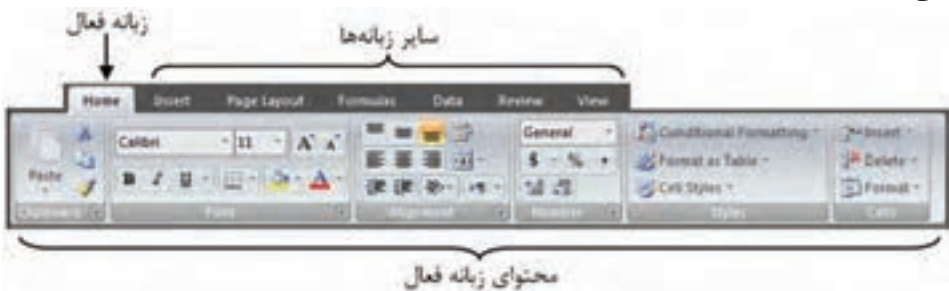 زبانه فعال
سایر زبانه‌ها
Home Insert Page Layout Formulas Data Review View
Calibri 11 A A General Conditional Formatting Insert
Paste $ % Format as Table Delete
B I U A Cell Styles Format
Clipboard Font Alignment Number Styles Cells
محتوای زبانه فعال